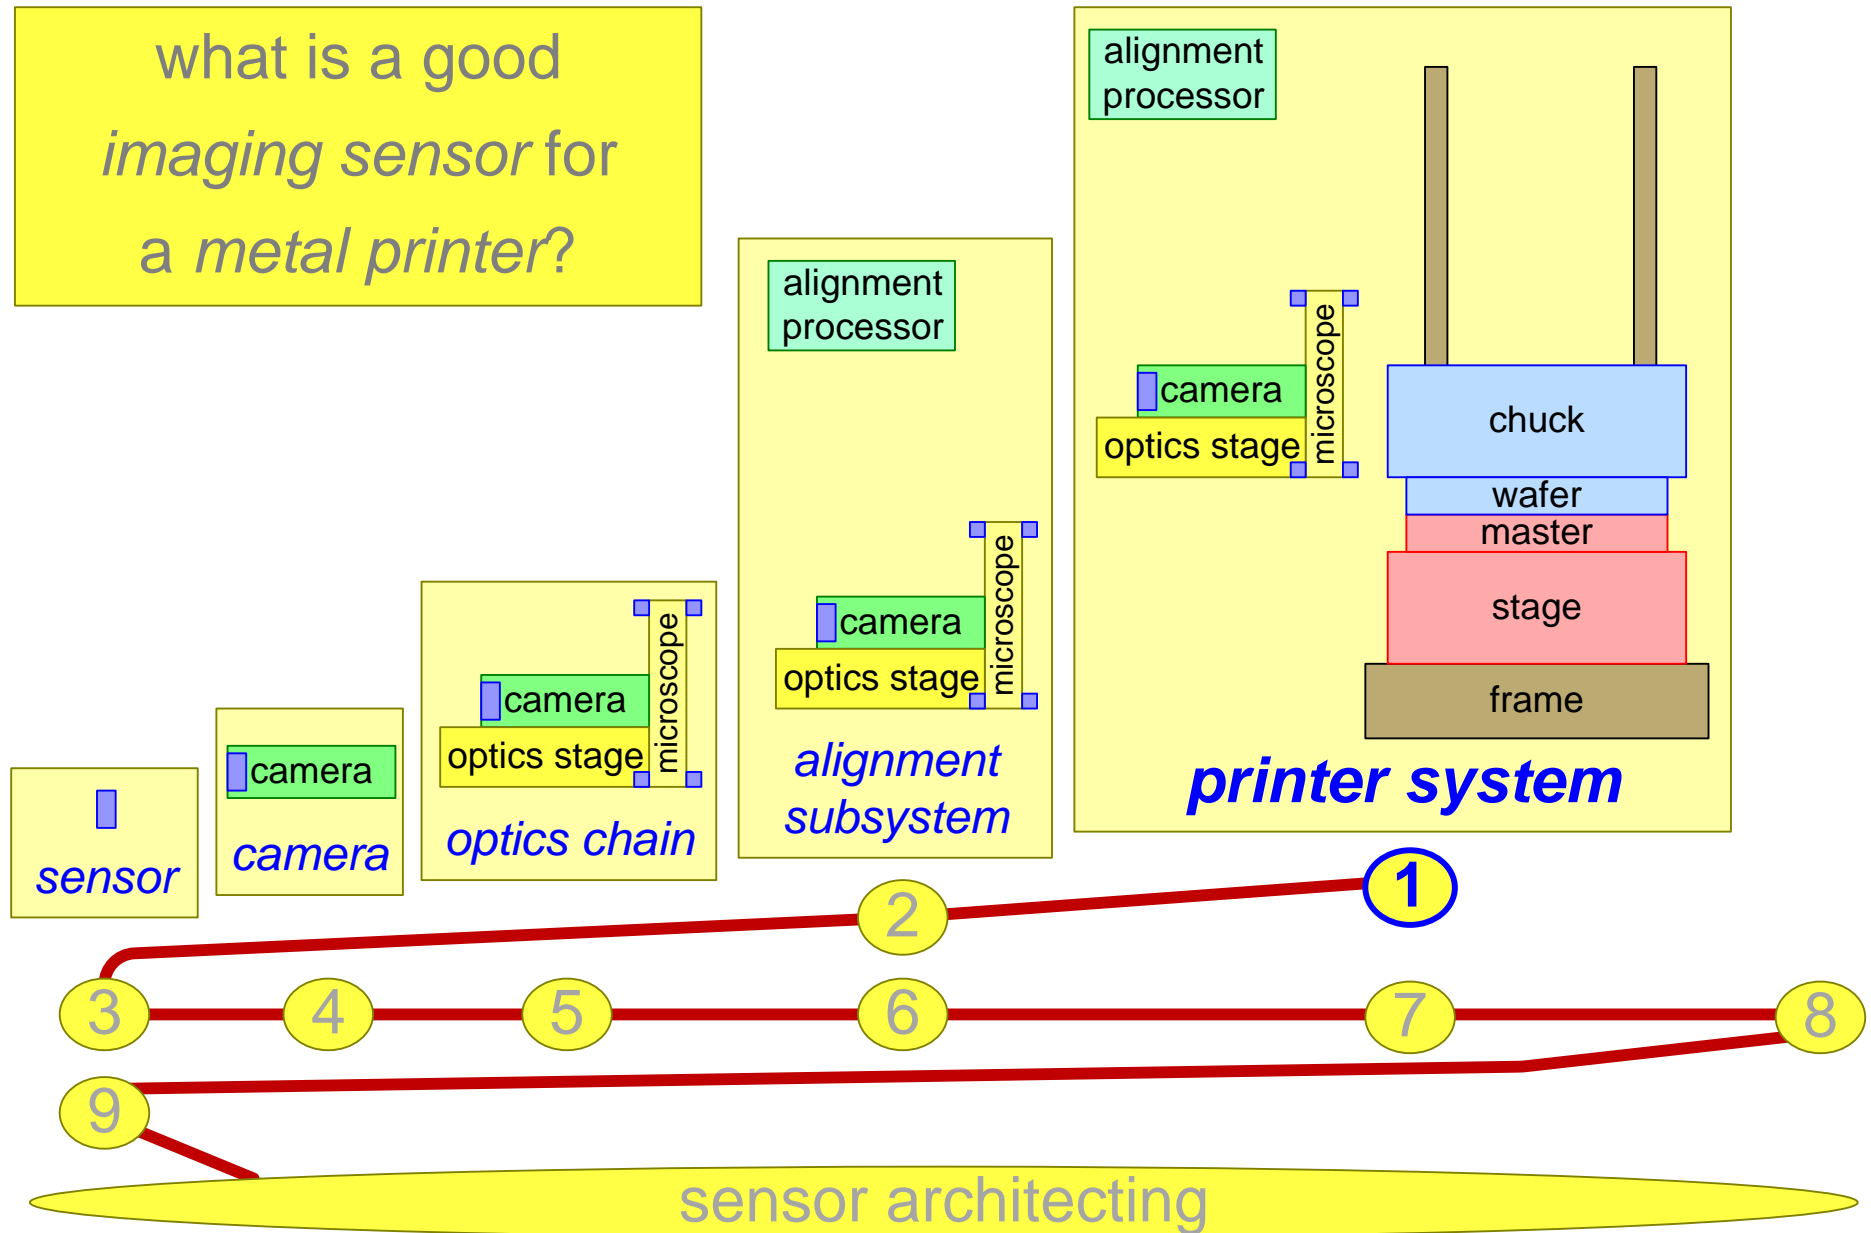 what is a good
imaging sensor for
a metal printer?
sensor
camera
camera
camera
optics stage
microscope
optics chain
alignment
processor
camera
optics stage
microscope
alignment
subsystem
alignment
processor
camera
optics stage
microscope
chuck
wafer
master
stage
frame
printer system
1
2
3
4
5
6
7
8
9
sensor architecting